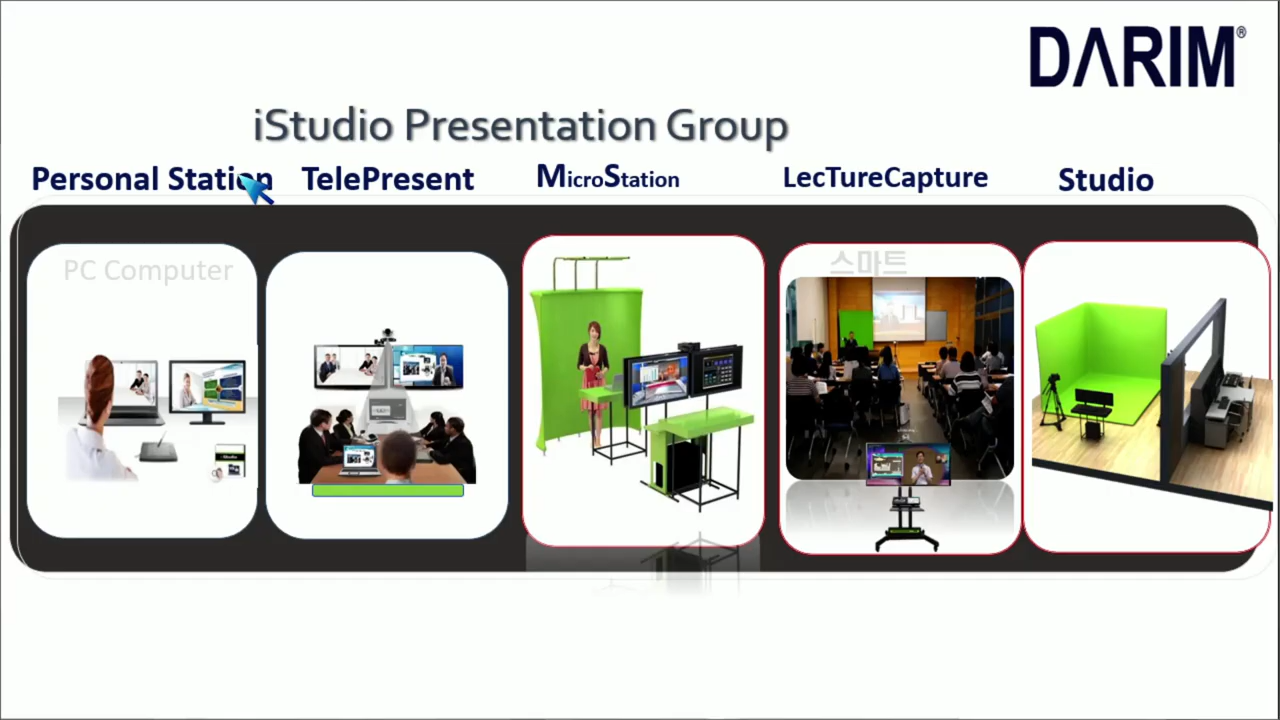 DARIM®
iStudio Presentation Group
Personal Station
TelePresent
MicroStation
LecTureCapture
Studio
PC Computer
스마트